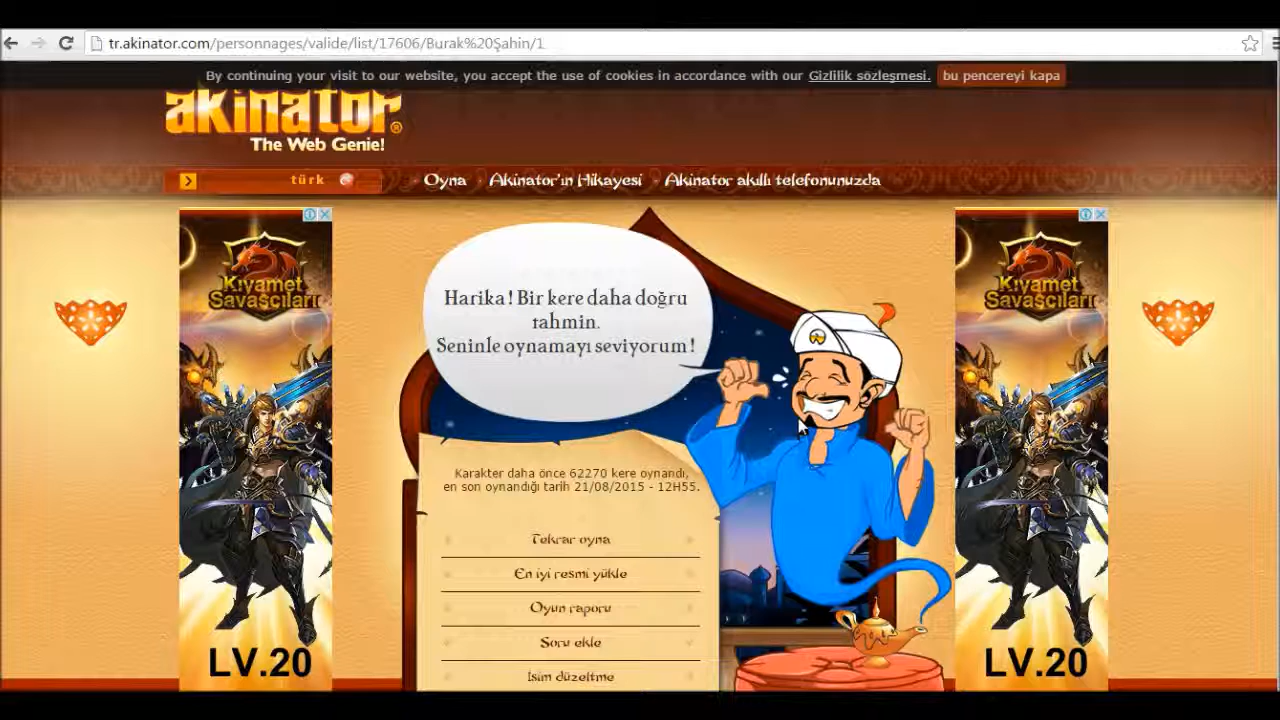 tr.akinator.com/personnages/valide/list/17606/Burak%20Şahin/1
By continuing your visit to our website, you accept the use of cookies in accordance with our Gizlilik sözleşmesi. bu pencereyi kapa
akinator®
The Web Genie!
türk
Oyna Akinator'ın Hikayesi Akinator akıllı telefonunuzda
Kıyamet
Savaşçıları
LV.20
Harika! Bir kere daha doğru
tahmin.
Seninle oynamayı seviyorum!
Karakter daha önce 62270 kere oynandı,
en son oynandığı tarih 21/08/2015 - 12H55.
Tekrar oyna
En iyi resmi yükle
Oyun raporu
Soru ekle
İsim düzeltme
Kıyamet
Savaşçıları
LV.20